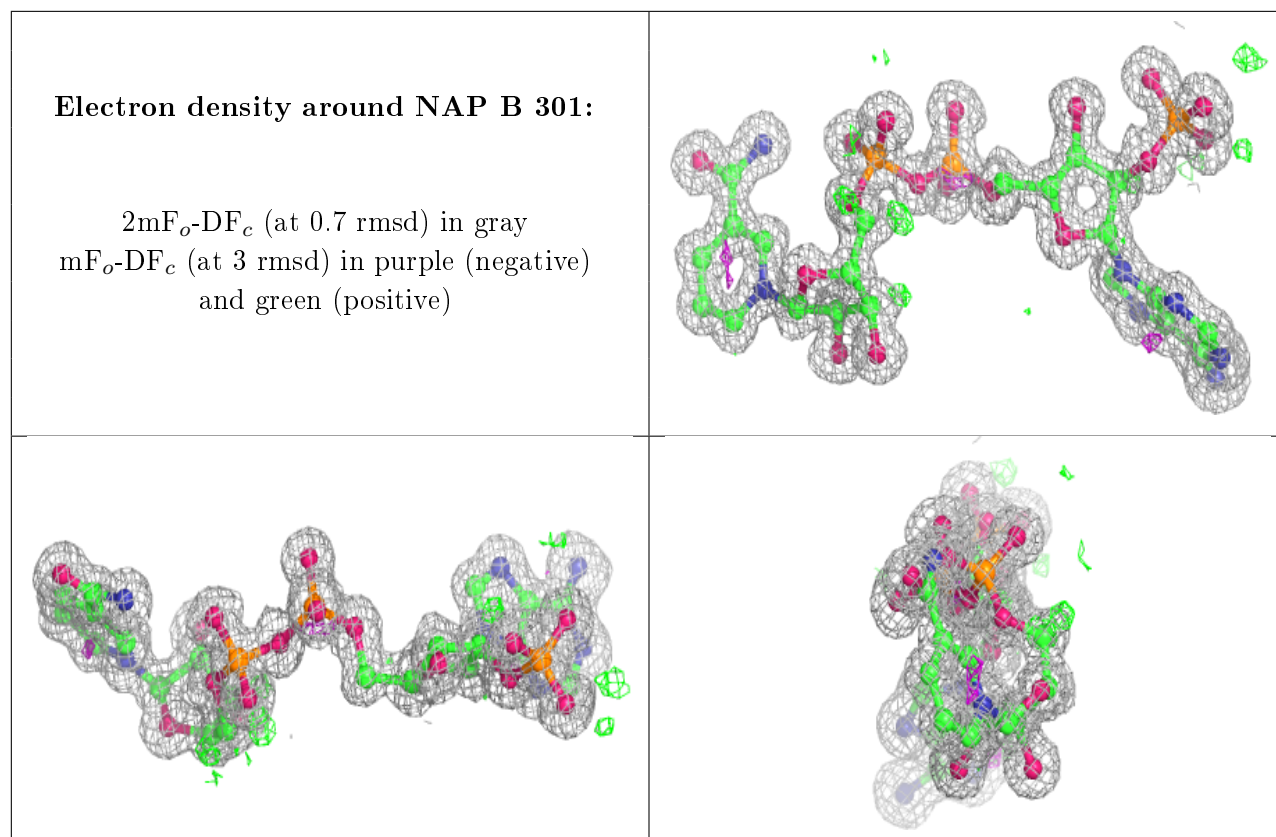 Electron density around NAP B 301:
2mFₒ-DF𝒸 (at 0.7 rmsd) in gray
mFₒ-DF𝒸 (at 3 rmsd) in purple (negative)
and green (positive)